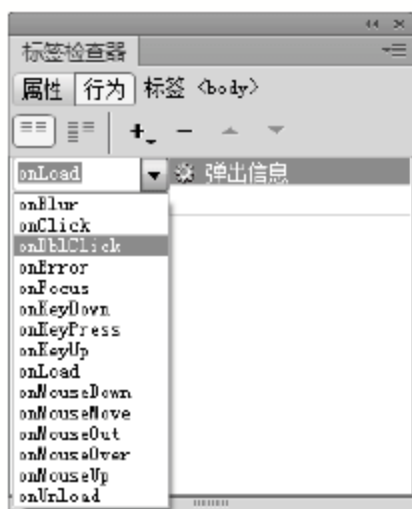 标签检查器
属性 行为 标签 <body>
onLoad 弹出信息
onBlur
onClick
onDblClick
onError
onFocus
onKeyDown
onKeyPress
onKeyUp
onLoad
onMouseDown
onMouseMove
onMouseOut
onMouseOver
onMouseUp
onUnload